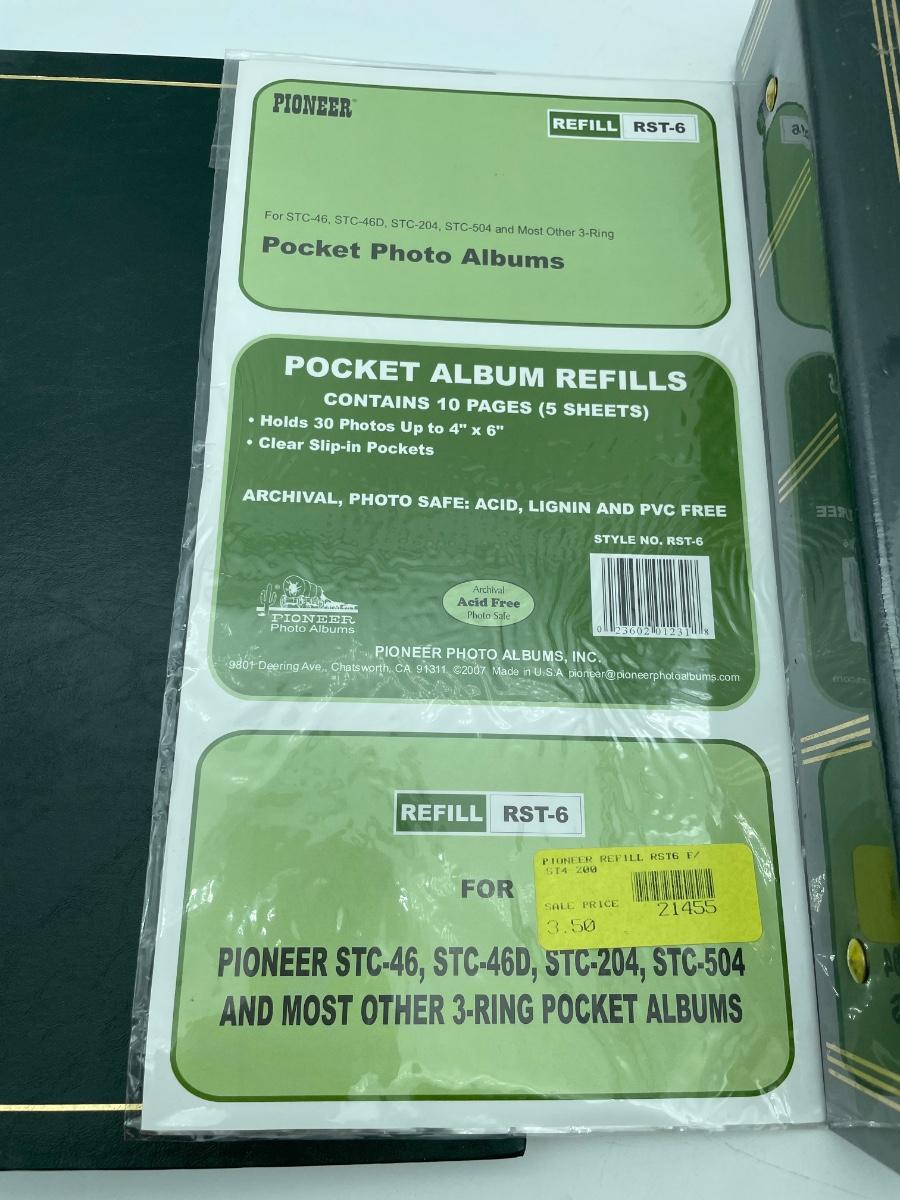 PIONEER
REFILL RST-6
For STC-46, STC-46D, STC-204, STC-504 and Most Other 3-Ring
Pocket Photo Albums
POCKET ALBUM REFILLS
CONTAINS 10 PAGES (5 SHEETS)
• Holds 30 Photos Up to 4" x 6"
• Clear Slip-in Pockets
ARCHIVAL, PHOTO SAFE: ACID, LIGNIN AND PVC FREE
STYLE NO. RST-6
PIONEER
Photo Albums
Archival
Acid Free
Photo Safe
0 23602 01231 8
PIONEER PHOTO ALBUMS, INC.
9801 Deering Ave., Chatsworth, CA 91311 ©2007 Made in U.S.A pioneer@pioneerphotoalbums.com
REFILL RST-6
FOR
PIONEER REFILL RST6 F/
ST4 200
SALE PRICE
21455
3.50
PIONEER STC-46, STC-46D, STC-204, STC-504
AND MOST OTHER 3-RING POCKET ALBUMS